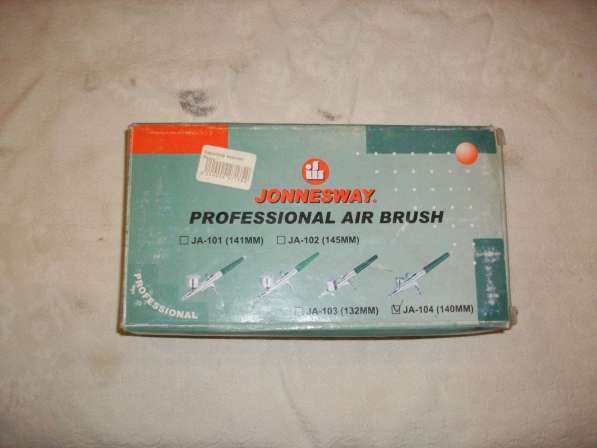 JONNESWAY®
PROFESSIONAL AIR BRUSH
JA-101 (141MM) JA-102 (145MM)
JA-103 (132MM) JA-104 (140MM)
PROFESSIONAL